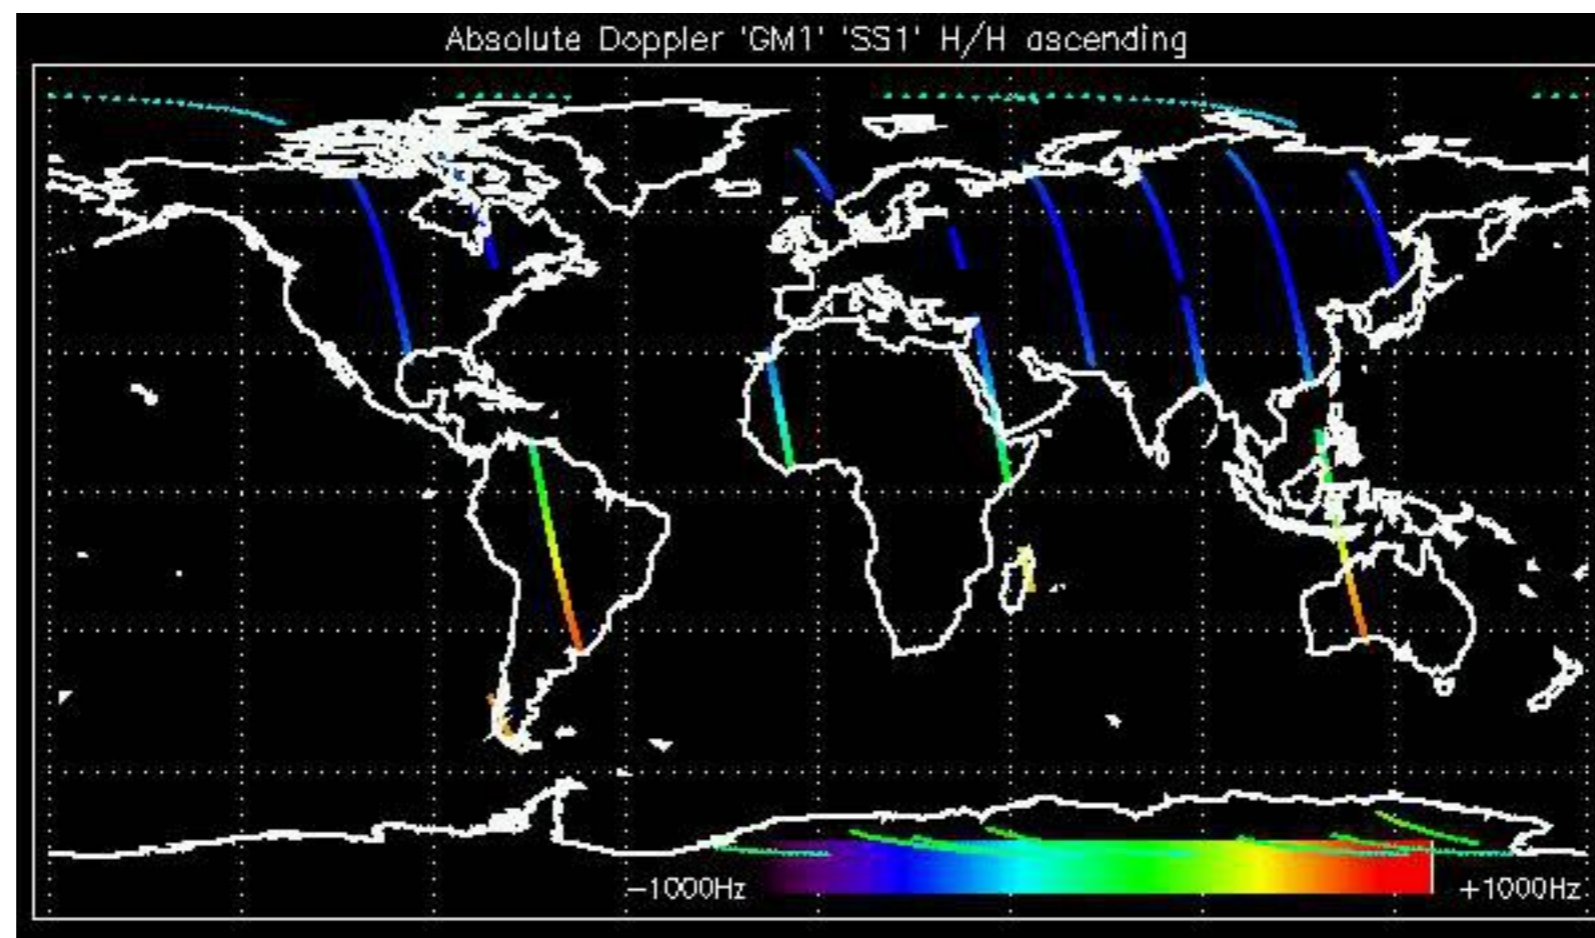 Absolute Doppler 'GM1' 'SS1' H/H ascending
-1000Hz
+1000Hz